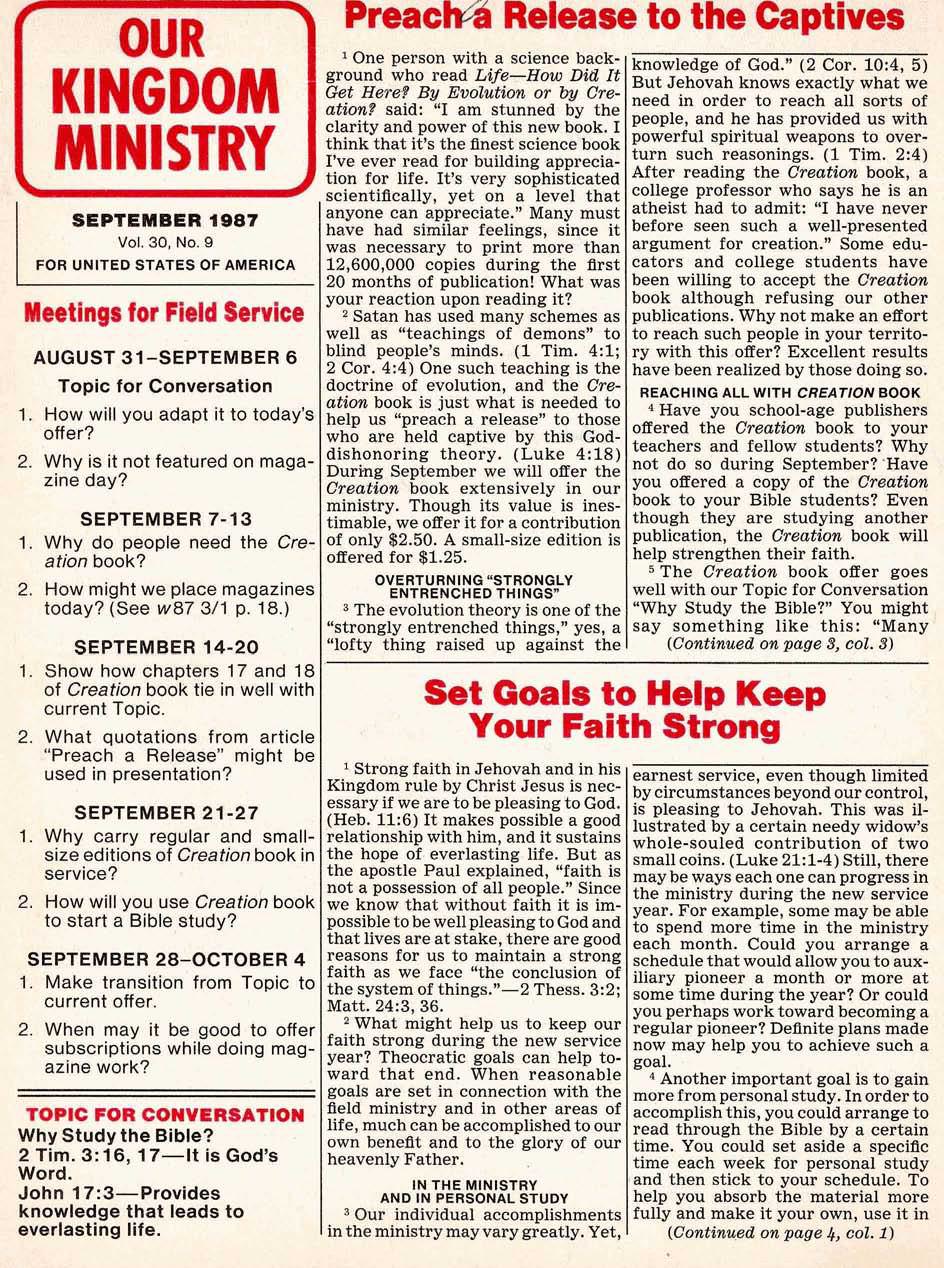 OUR
KINGDOM
MINISTRY
SEPTEMBER 1987
Vol. 30, No. 9
FOR UNITED STATES OF AMERICA
Meetings for Field Service
AUGUST 31–SEPTEMBER 6
Topic for Conversation
1. How will you adapt it to today's
offer?
2. Why is it not featured on maga-
zine day?
SEPTEMBER 7-13
1. Why do people need the Cre-
ation book?
2. How might we place magazines
today? (See w87 3/1 p. 18.)
SEPTEMBER 14-20
1. Show how chapters 17 and 18
of Creation book tie in well with
current Topic.
2. What quotations from article
"Preach a Release" might be
used in presentation?
SEPTEMBER 21-27
1. Why carry regular and small-
size editions of Creation book in
service?
2. How will you use Creation book
to start a Bible study?
SEPTEMBER 28–OCTOBER 4
1. Make transition from Topic to
current offer.
2. When may it be good to offer
subscriptions while doing mag-
azine work?
TOPIC FOR CONVERSATION
Why Study the Bible?
2 Tim. 3:16, 17—It is God's
Word.
John 17:3—Provides
knowledge that leads to
everlasting life.
Preach a Release to the Captives
1 One person with a science back-
ground who read Life—How Did It
Get Here? By Evolution or by Cre-
ation? said: "I am stunned by the
clarity and power of this new book. I
think that it's the finest science book
I've ever read for building apprecia-
tion for life. It's very sophisticated
scientifically, yet on a level that
anyone can appreciate." Many must
have had similar feelings, since it
was necessary to print more than
12,600,000 copies during the first
20 months of publication! What was
your reaction upon reading it?
2 Satan has used many schemes as
well as "teachings of demons" to
blind people's minds. (1 Tim. 4:1;
2 Cor. 4:4) One such teaching is the
doctrine of evolution, and the Cre-
ation book is just what is needed to
help us "preach a release" to those
who are held captive by this God-
dishonoring theory. (Luke 4:18)
During September we will offer the
Creation book extensively in our
ministry. Though its value is ines-
timable, we offer it for a contribution
of only $2.50. A small-size edition is
offered for $1.25.
OVERTURNING "STRONGLY
ENTRENCHED THINGS"
3 The evolution theory is one of the
"strongly entrenched things," yes, a
"lofty thing raised up against the
knowledge of God." (2 Cor. 10:4, 5)
But Jehovah knows exactly what we
need in order to reach all sorts of
people, and he has provided us with
powerful spiritual weapons to over-
turn such reasonings. (1 Tim. 2:4)
After reading the Creation book, a
college professor who says he is an
atheist had to admit: "I have never
before seen such a well-presented
argument for creation." Some edu-
cators and college students have
been willing to accept the Creation
book although refusing our other
publications. Why not make an effort
to reach such people in your territo-
ry with this offer? Excellent results
have been realized by those doing so.
REACHING ALL WITH CREATION BOOK
4 Have you school-age publishers
offered the Creation book to your
teachers and fellow students? Why
not do so during September? Have
you offered a copy of the Creation
book to your Bible students? Even
though they are studying another
publication, the Creation book will
help strengthen their faith.
5 The Creation book offer goes
well with our Topic for Conversation
"Why Study the Bible?" You might
say something like this: "Many
(Continued on page 3, col. 3)
Set Goals to Help Keep
Your Faith Strong
1 Strong faith in Jehovah and in his
Kingdom rule by Christ Jesus is nec-
essary if we are to be pleasing to God.
(Heb. 11:6) It makes possible a good
relationship with him, and it sustains
the hope of everlasting life. But as
the apostle Paul explained, "faith is
not a possession of all people." Since
we know that without faith it is im-
possible to be well pleasing to God and
that lives are at stake, there are good
reasons for us to maintain a strong
faith as we face "the conclusion of
the system of things."—2 Thess. 3:2;
Matt. 24:3, 36.
2 What might help us to keep our
faith strong during the new service
year? Theocratic goals can help to-
ward that end. When reasonable
goals are set in connection with the
field ministry and in other areas of
life, much can be accomplished to our
own benefit and to the glory of our
heavenly Father.
IN THE MINISTRY
AND IN PERSONAL STUDY
3 Our individual accomplishments
in the ministry may vary greatly. Yet,
earnest service, even though limited
by circumstances beyond our control,
is pleasing to Jehovah. This was il-
lustrated by a certain needy widow's
whole-souled contribution of two
small coins. (Luke 21:1-4) Still, there
may be ways each one can progress in
the ministry during the new service
year. For example, some may be able
to spend more time in the ministry
each month. Could you arrange a
schedule that would allow you to aux-
iliary pioneer a month or more at
some time during the year? Or could
you perhaps work toward becoming a
regular pioneer? Definite plans made
now may help you to achieve such a
goal.
4 Another important goal is to gain
more from personal study. In order to
accomplish this, you could arrange to
read through the Bible by a certain
time. You could set aside a specific
time each week for personal study
and then stick to your schedule. To
help you absorb the material more
fully and make it your own, use it in
(Continued on page 4, col. 1)